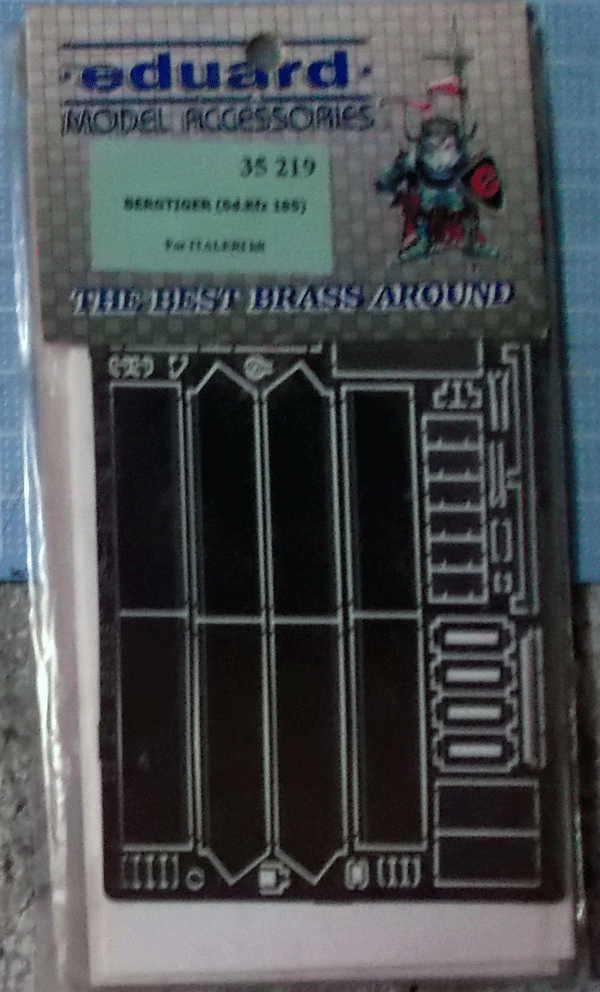 eduard
MODEL ACCESSORIES
35 219
BERGTIGER (Sd.Kfz 185)
For ITALERI kit
THE BEST BRASS AROUND
e